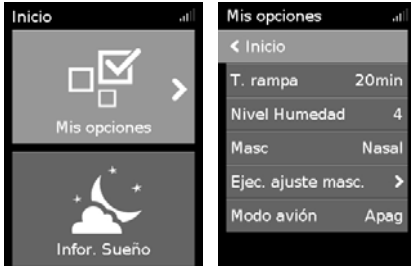 Inicio
Mis opciones
Infor. Sueño
Mis opciones
< Inicio
T. rampa 20min
Nivel Humedad 4
Masc Nasal
Ejec. ajuste masc. >
Modo avión Apag